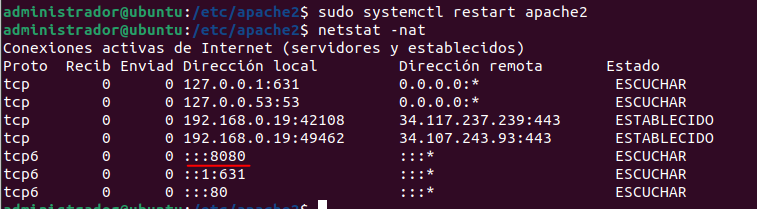 administrador@ubuntu:/etc/apache2$ sudo systemctl restart apache2
administrador@ubuntu:/etc/apache2$ netstat -nat
Conexiones activas de Internet (servidores y establecidos)
Proto  Recib Enviad Dirección local         Dirección remota       Estado
tcp        0      0 127.0.0.1:631           0.0.0.0:*               ESCUCHAR
tcp        0      0 127.0.0.53:53           0.0.0.0:*               ESCUCHAR
tcp        0      0 192.168.0.19:42108      34.117.237.239:443      ESTABLECIDO
tcp        0      0 192.168.0.19:49462      34.107.243.93:443       ESTABLECIDO
tcp6       0      0 :::8080                 :::*                    ESCUCHAR
tcp6       0      0 ::1:631                 :::*                    ESCUCHAR
tcp6       0      0 :::80                   :::*                    ESCUCHAR
administrador@ubuntu:/etc/apache2$